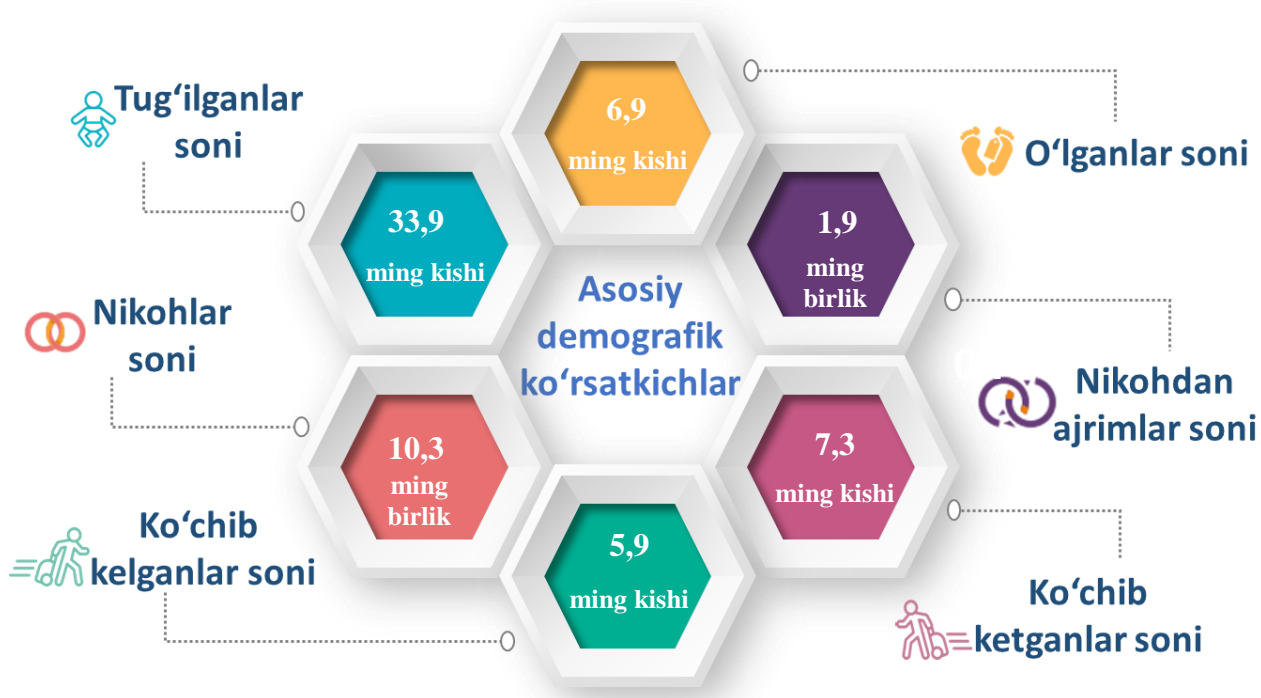 Tug‘ilganlar
soni
6,9
ming kishi
O‘lganlar soni
33,9
ming kishi
1,9
ming
birlik
Asosiy
demografik
ko‘rsatkichlar
Nikohlar
soni
Nikohdan
ajrimlar soni
10,3
ming
birlik
7,3
ming kishi
Ko‘chib
kelganlar soni
5,9
ming kishi
Ko‘chib
ketganlar soni